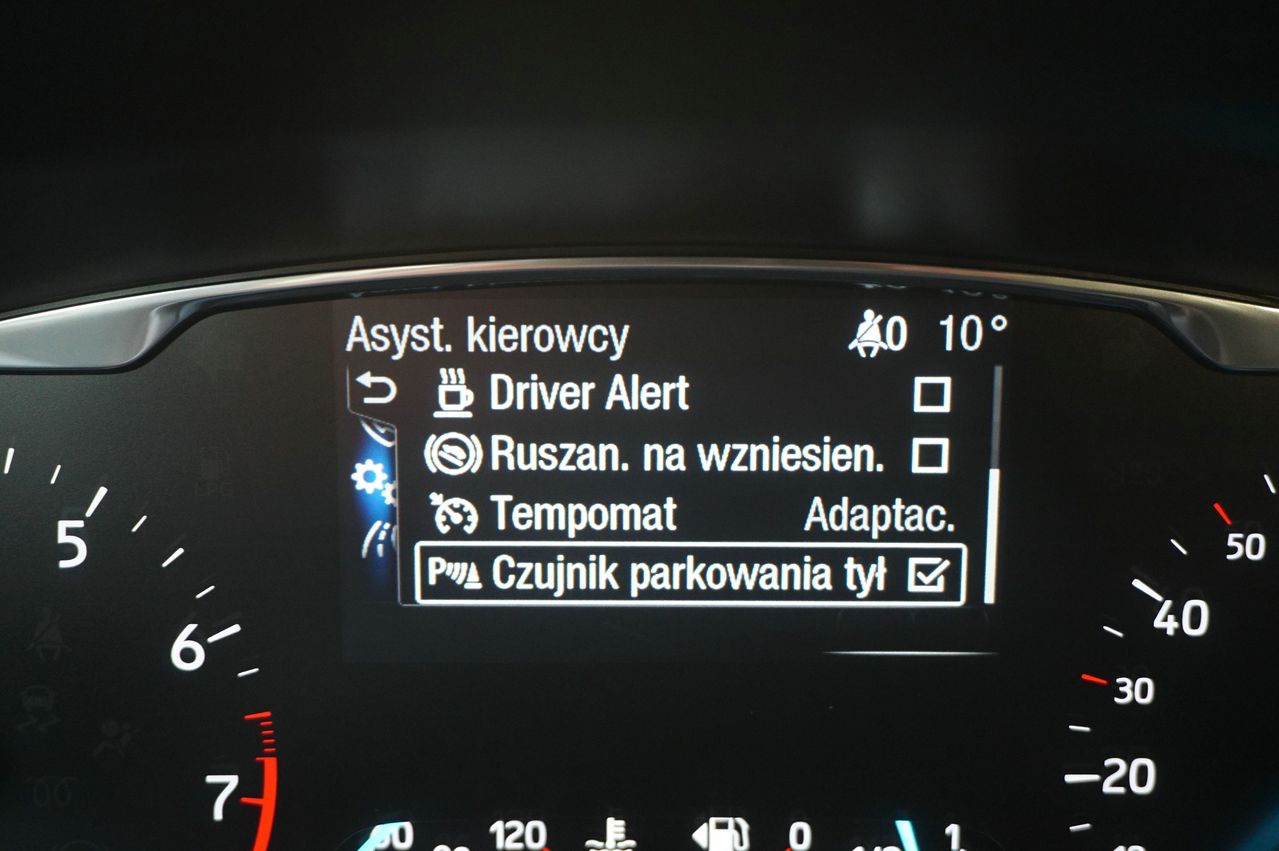 Asyst. kierowcy 0 10°
Driver Alert
Ruszan. na wzniesien.
Tempomat Adaptac.
P Czujnik parkowania tył
5
6
7
50
40
30
20
120
0
1